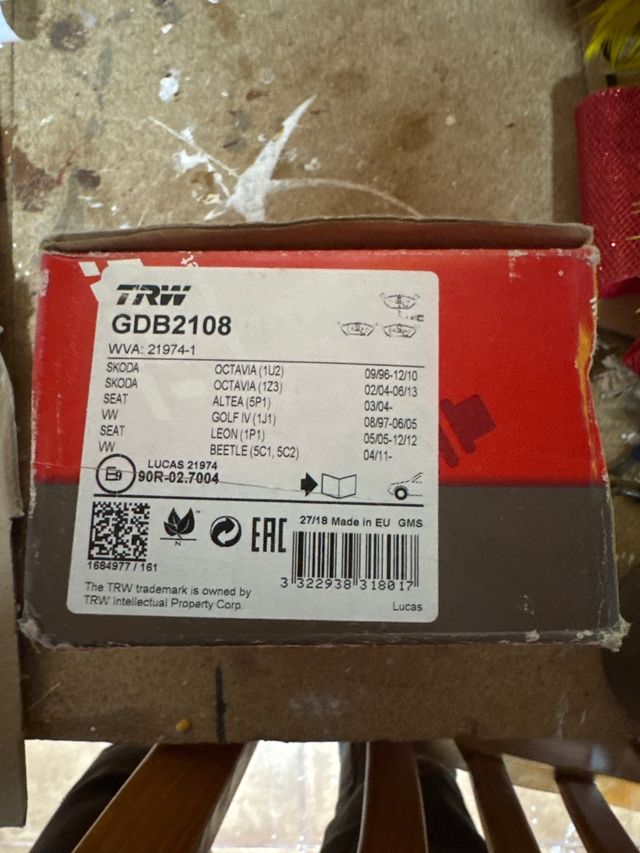 TRW
GDB2108
WVA: 21974-1
SKODA OCTAVIA (1U2) 09/96-12/10
SKODA OCTAVIA (1Z3) 02/04-06/13
SEAT ALTEA (5P1) 03/04-
VW GOLF IV (1J1) 08/97-06/05
SEAT LEON (1P1) 05/05-12/12
VW BEETLE (5C1, 5C2) 04/11-
LUCAS 21974
E9 90R-02.7004
27/18 Made in EU GMS
N
EAC
1684977 / 161
3 322938 318017
The TRW trademark is owned by
TRW Intellectual Property Corp.
Lucas